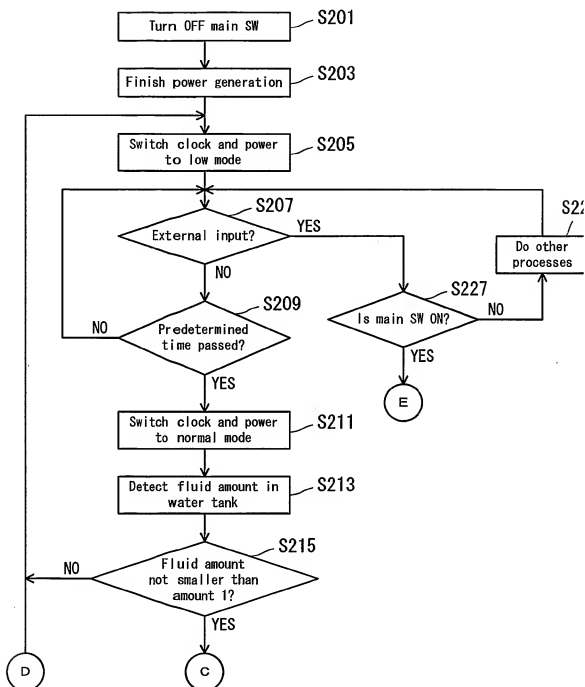 Turn OFF main SW
S201
Finish power generation
S203
Switch clock and power
to low mode
S205
S207
External input?
YES
NO
Do other
processes
S227
Is main SW ON?
NO
YES
E
S209
Predetermined
time passed?
NO
YES
Switch clock and power
to normal mode
S211
Detect fluid amount in
water tank
S213
S215
Fluid amount
not smaller than
amount 1?
NO
YES
D
C